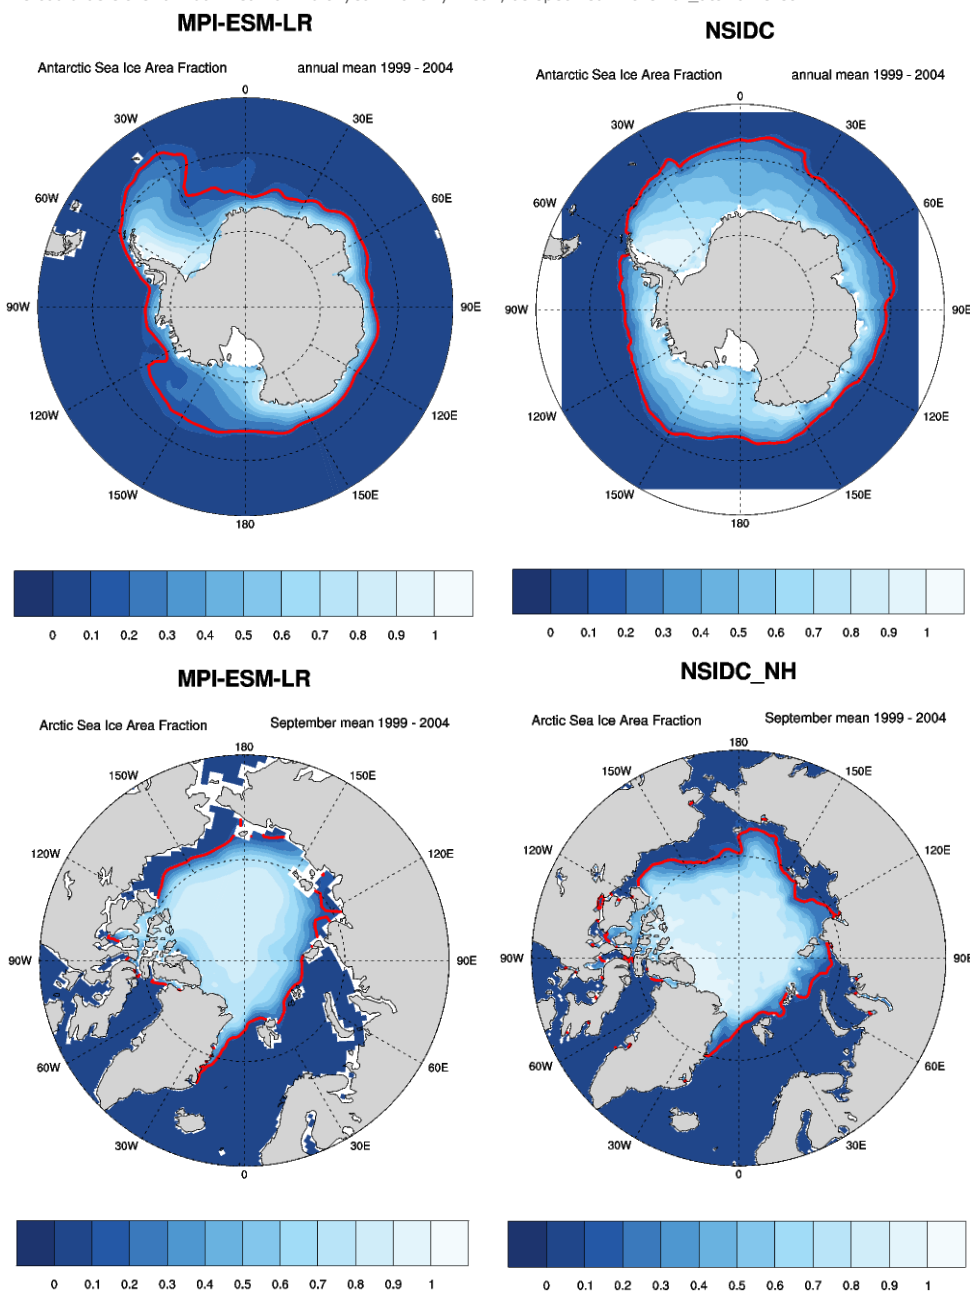 MPI-ESM-LR
Antarctic Sea Ice Area Fraction annual mean 1999 - 2004
0
30W 30E
60W 60E
90W 90E
120W 120E
150W 150E
180
0 0.1 0.2 0.3 0.4 0.5 0.6 0.7 0.8 0.9 1
NSIDC
Antarctic Sea Ice Area Fraction annual mean 1999 - 2004
0
30W 30E
60W 60E
90W 90E
120W 120E
150W 150E
180
0 0.1 0.2 0.3 0.4 0.5 0.6 0.7 0.8 0.9 1
MPI-ESM-LR
Arctic Sea Ice Area Fraction September mean 1999 - 2004
180
150W 150E
120W 120E
90W 90E
60W 60E
30W 30E
0
0 0.1 0.2 0.3 0.4 0.5 0.6 0.7 0.8 0.9 1
NSIDC_NH
Arctic Sea Ice Area Fraction September mean 1999 - 2004
180
150W 150E
120W 120E
90W 90E
60W 60E
30W 30E
0
0 0.1 0.2 0.3 0.4 0.5 0.6 0.7 0.8 0.9 1